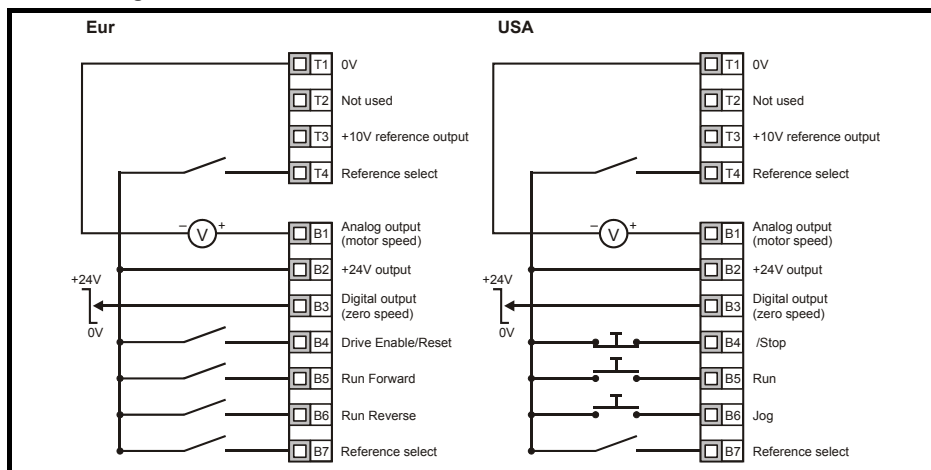 Eur
T1 0V
T2 Not used
T3 +10V reference output
T4 Reference select
– V +
B1 Analog output
(motor speed)
B2 +24V output
+24V
B3 Digital output
(zero speed)
0V
B4 Drive Enable/Reset
B5 Run Forward
B6 Run Reverse
B7 Reference select
USA
T1 0V
T2 Not used
T3 +10V reference output
T4 Reference select
– V +
B1 Analog output
(motor speed)
B2 +24V output
+24V
B3 Digital output
(zero speed)
0V
B4 /Stop
B5 Run
B6 Jog
B7 Reference select